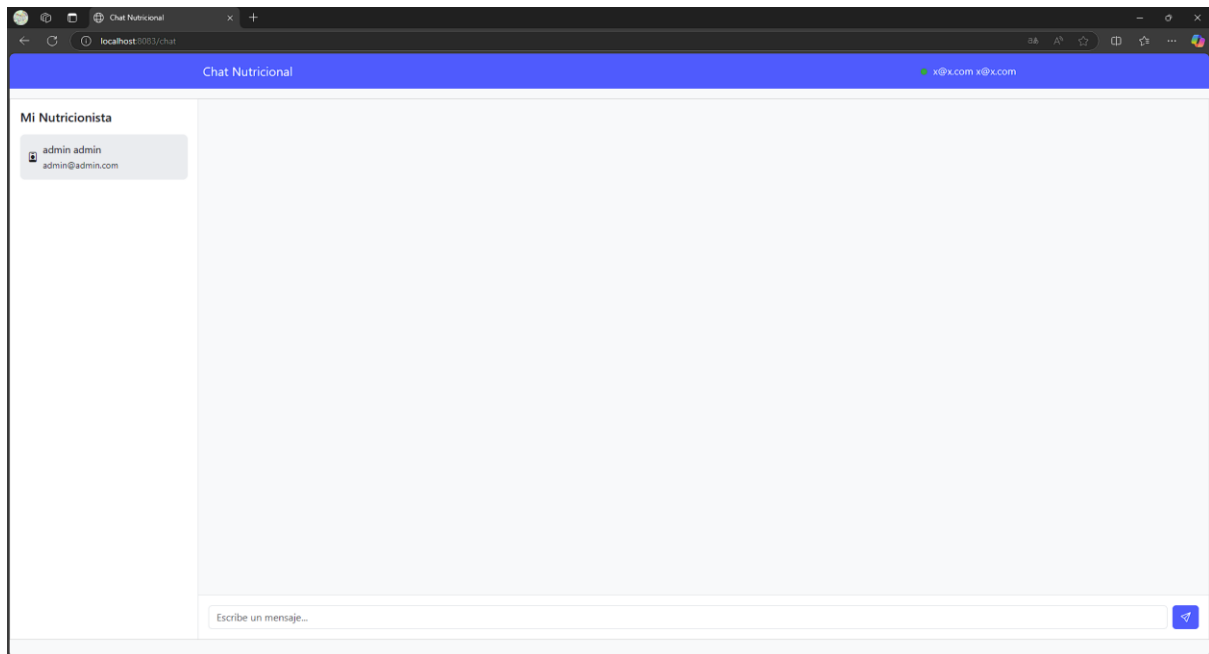 Chat Nutricional
localhost:8083/chat
Chat Nutricional
x@x.com x@x.com
Mi Nutricionista
admin admin
admin@admin.com
Escribe un mensaje...